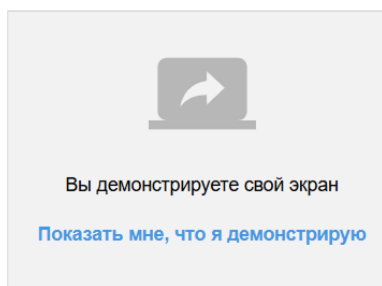 Вы демонстрируете свой экран
Показать мне, что я демонстрирую